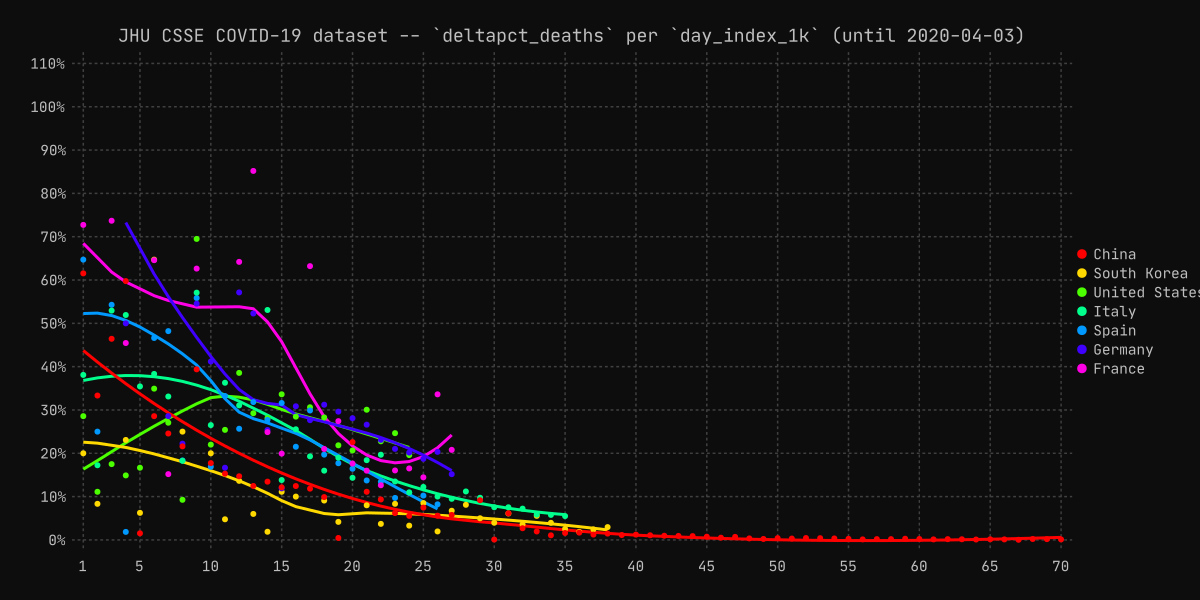 JHU CSSE COVID-19 dataset -- `deltapct_deaths` per `day_index_1k` (until 2020-04-03)
110%
100%
90%
80%
70%
60%
50%
40%
30%
20%
10%
0%
1 5 10 15 20 25 30 35 40 45 50 55 60 65 70
China
South Korea
United States
Italy
Spain
Germany
France